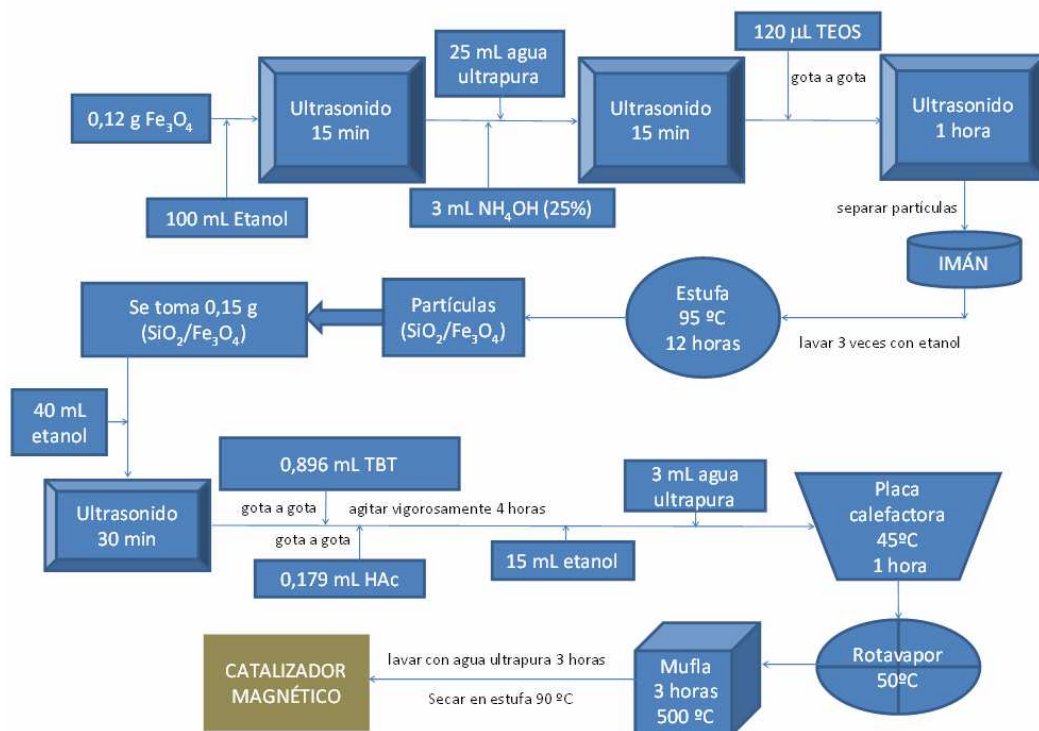 0,12 g Fe₃O₄
100 mL Etanol
Ultrasonido
15 min
25 mL agua
ultrapura
3 mL NH₄OH (25%)
Ultrasonido
15 min
120 μL TEOS
gota a gota
Ultrasonido
1 hora
separar partículas
IMÁN
lavar 3 veces con etanol
Estufa
95 ºC
12 horas
Partículas
(SiO₂/Fe₃O₄)
Se toma 0,15 g
(SiO₂/Fe₃O₄)
40 mL
etanol
Ultrasonido
30 min
0,896 mL TBT
gota a gota
gota a gota
0,179 mL HAc
agitar vigorosamente 4 horas
15 mL etanol
3 mL agua
ultrapura
Placa
calefactora
45ºC
1 hora
Rotavapor
50ºC
Mufla
3 horas
500 ºC
lavar con agua ultrapura 3 horas
Secar en estufa 90 ºC
CATALIZADOR
MAGNÉTICO